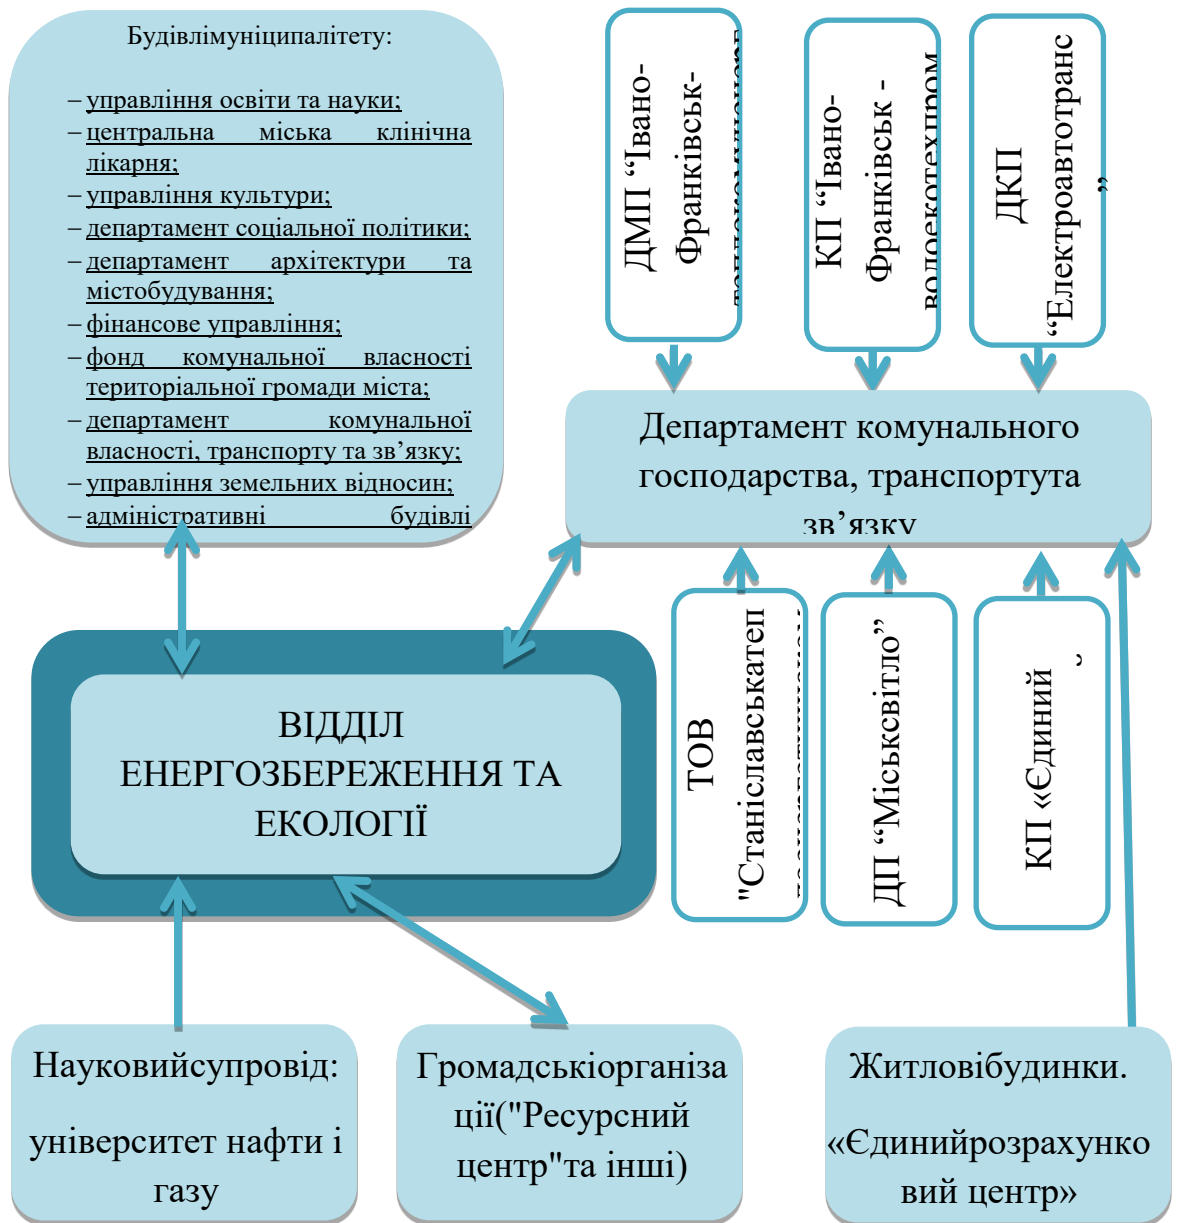 Будівлімуніципалітету:
– управління освіти та науки;
– центральна міська клінічна
лікарня;
– управління культури;
– департамент соціальної політики;
– департамент архітектури та
містобудування;
– фінансове управління;
– фонд комунальної власності
територіальної громади міста;
– департамент комунальної
власності, транспорту та зв’язку;
– управління земельних відносин;
– адміністративні будівлі
ДМП “Івано-
Франківськ-
КП “Івано-
Франківськ -
водоекотехпром
ДКП
“Електроавтотранс
”
Департамент комунального
господарства, транспортута
зв’язку
ВІДДІЛ
ЕНЕРГОЗБЕРЕЖЕННЯ ТА
ЕКОЛОГІЇ
ТОВ
"Станіславськатеп
ДП “Міськсвітло”
КП «Єдиний
Науковийсупровід:
університет нафти і
газу
Громадськіорганіза
ції("Ресурсний
центр"та інші)
Житловібудинки.
«Єдинийрозрахунко
вий центр»